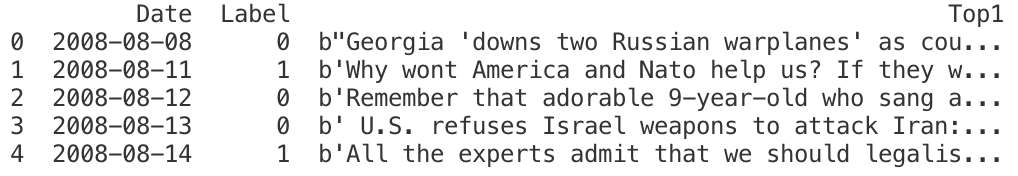 Date Label Top1
0 2008-08-08 0 b"Georgia 'downs two Russian warplanes' as cou...
1 2008-08-11 1 b'Why wont America and Nato help us? If they w...
2 2008-08-12 0 b'Remember that adorable 9-year-old who sang a...
3 2008-08-13 0 b' U.S. refuses Israel weapons to attack Iran:...
4 2008-08-14 1 b'All the experts admit that we should legalis...